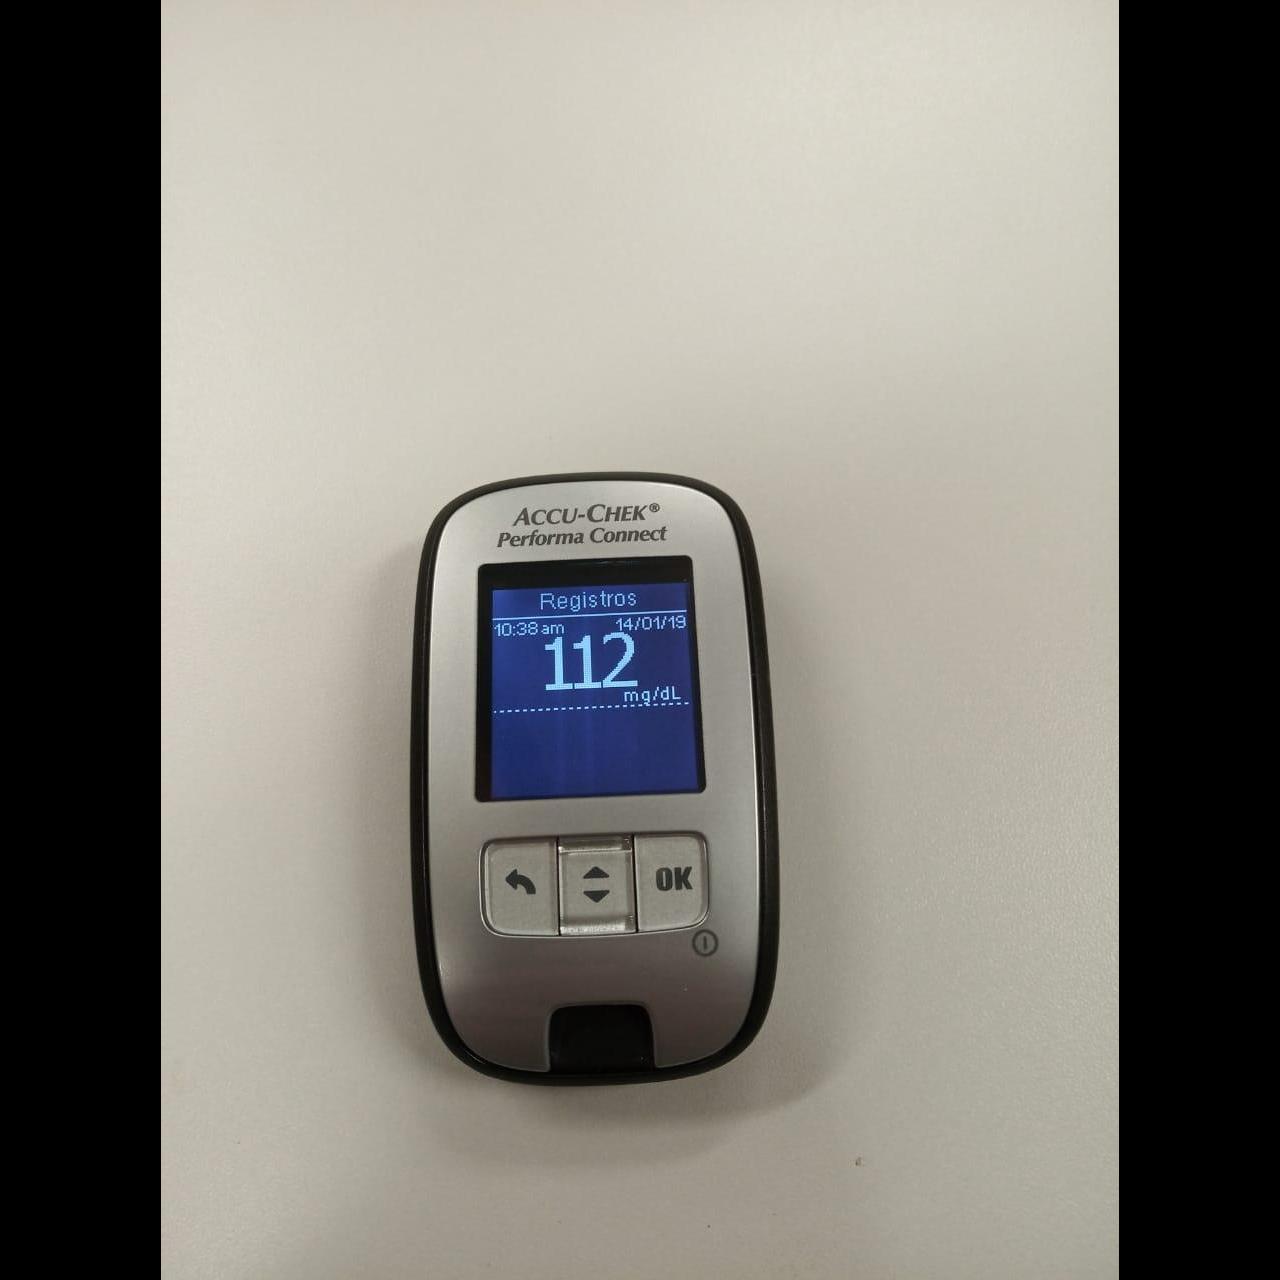 ACCU-CHEK®
Performa Connect
Registros
10:38 am 14/01/19
112
mg/dL
OK